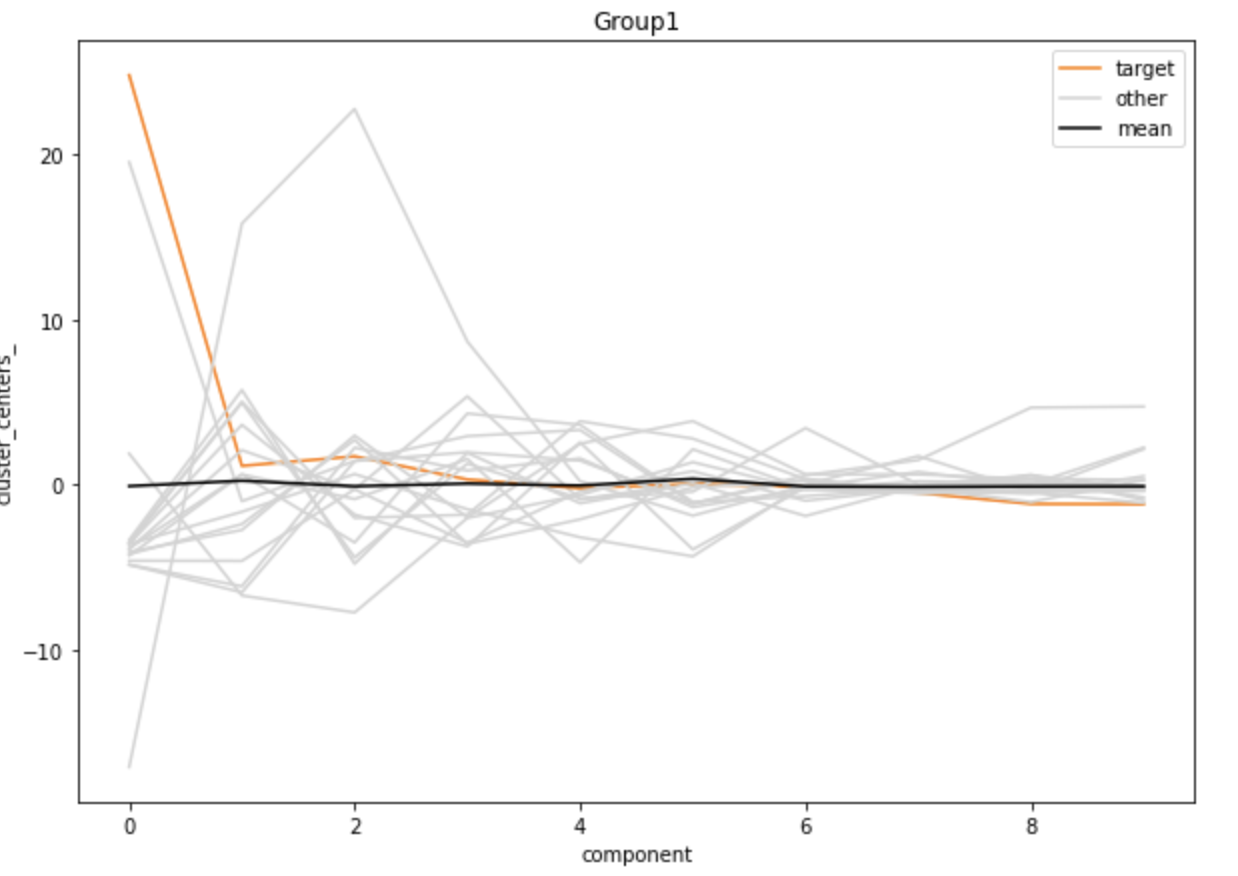 Group1
target
other
mean
20
10
0
−10
cluster_centers_
0 2 4 6 8
component